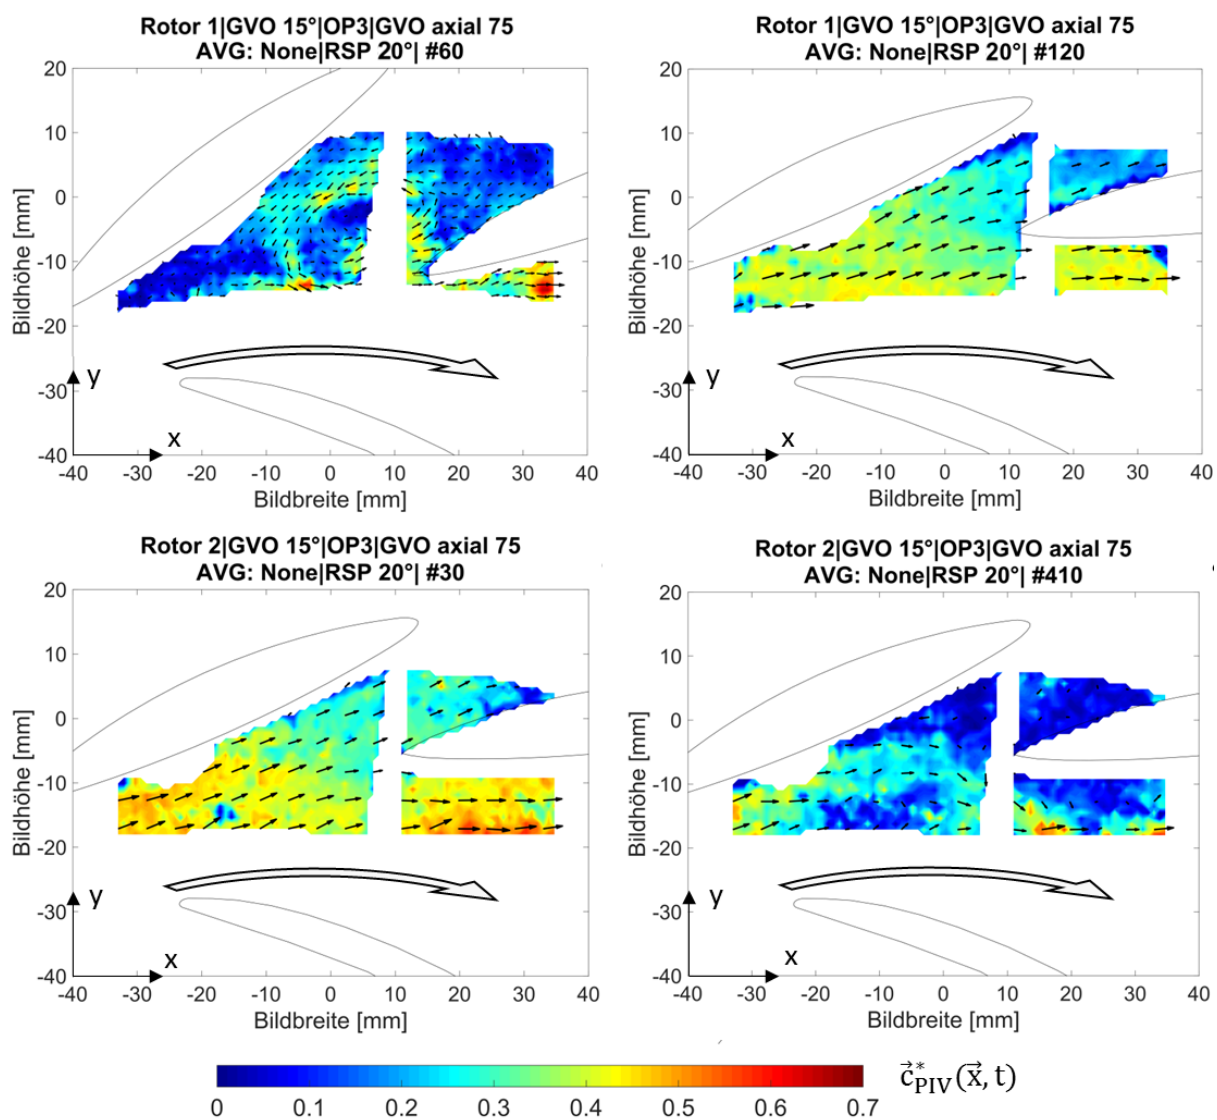 Rotor 1|GVO 15°|OP3|GVO axial 75
AVG: None|RSP 20°| #60
20
10
0
-10
-20
-30
-40
Bildhöhe [mm]
y
x
-40 -30 -20 -10 0 10 20 30 40
Bildbreite [mm]
Rotor 1|GVO 15°|OP3|GVO axial 75
AVG: None|RSP 20°| #120
20
10
0
-10
-20
-30
-40
Bildhöhe [mm]
y
x
-40 -30 -20 -10 0 10 20 30 40
Bildbreite [mm]
Rotor 2|GVO 15°|OP3|GVO axial 75
AVG: None|RSP 20°| #30
20
10
0
-10
-20
-30
-40
Bildhöhe [mm]
y
x
-40 -30 -20 -10 0 10 20 30 40
Bildbreite [mm]
Rotor 2|GVO 15°|OP3|GVO axial 75
AVG: None|RSP 20°| #410
20
10
0
-10
-20
-30
-40
Bildhöhe [mm]
y
x
-40 -30 -20 -10 0 10 20 30 40
Bildbreite [mm]
0 0.1 0.2 0.3 0.4 0.5 0.6 0.7
c⃗*PIV(x⃗, t)